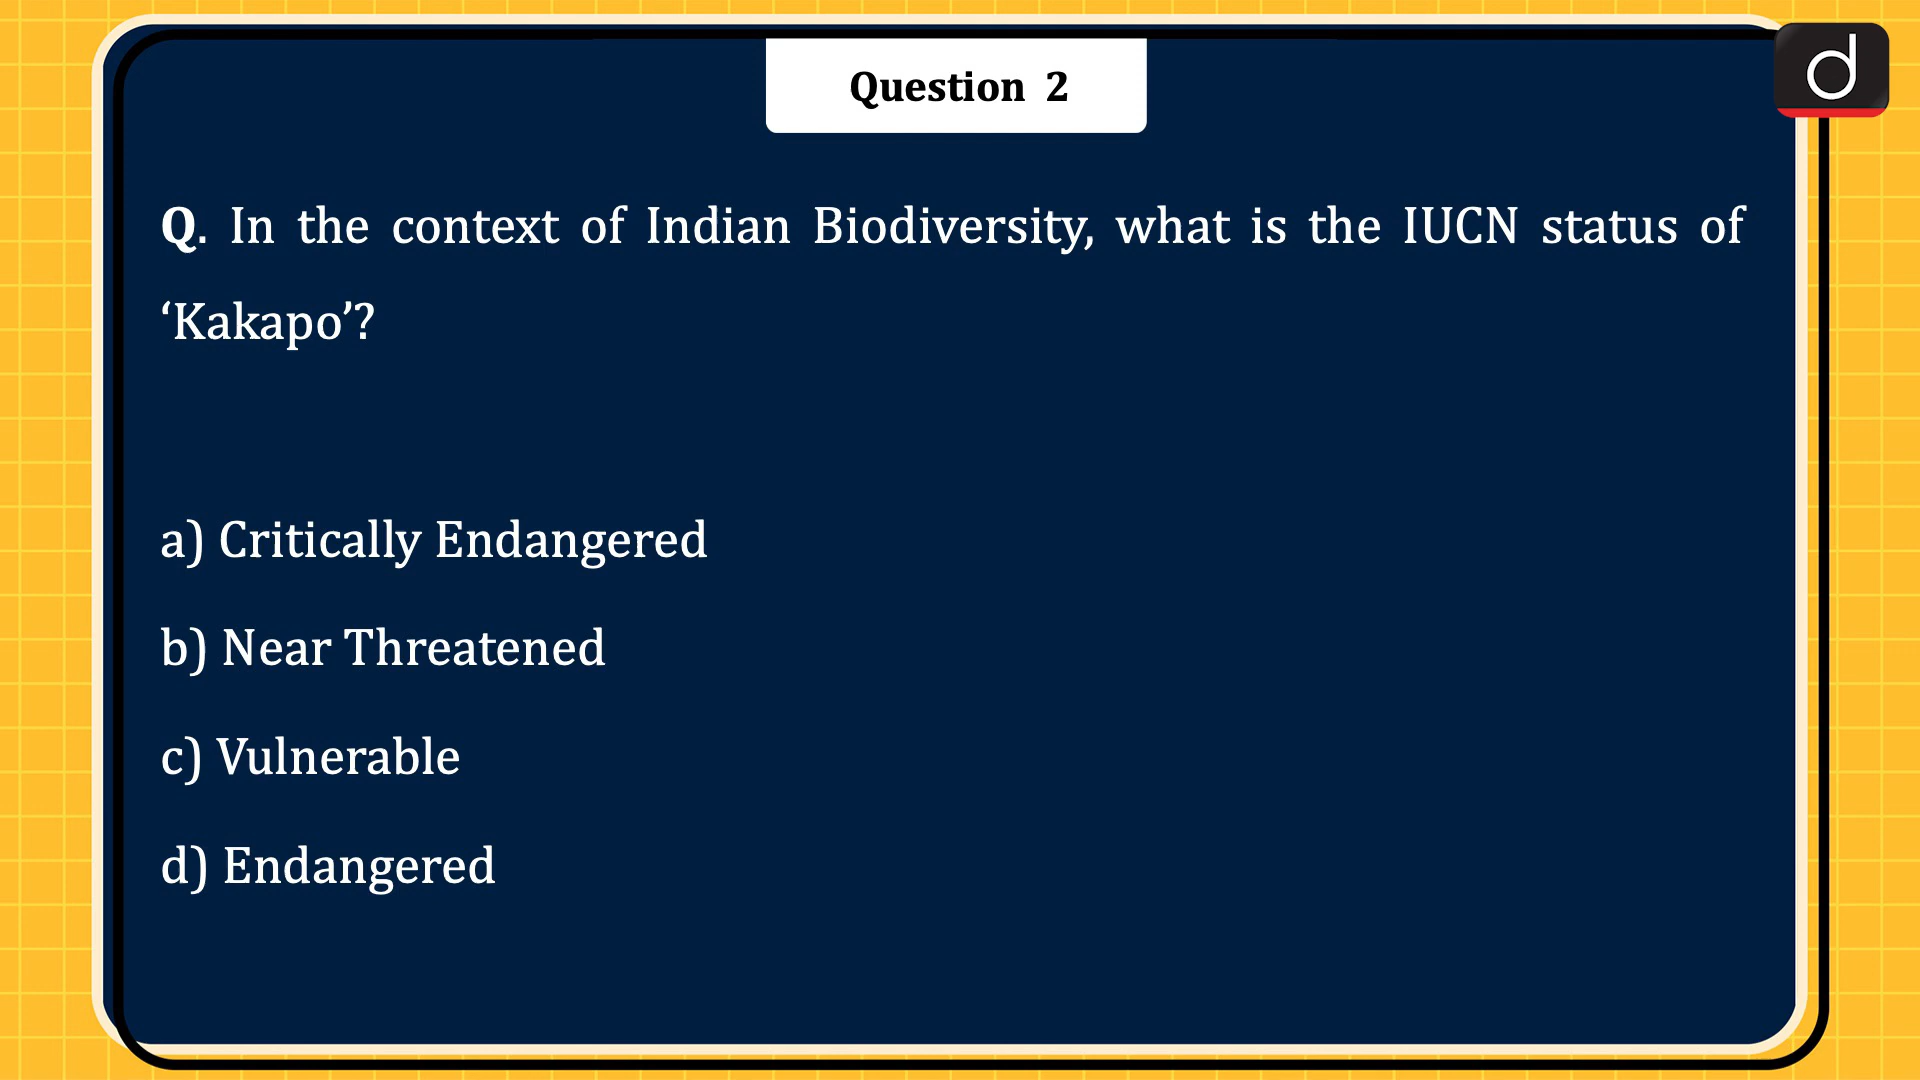 Question 2
Q. In the context of Indian Biodiversity, what is the IUCN status of
‘Kakapo’?
a) Critically Endangered
b) Near Threatened
c) Vulnerable
d) Endangered
d